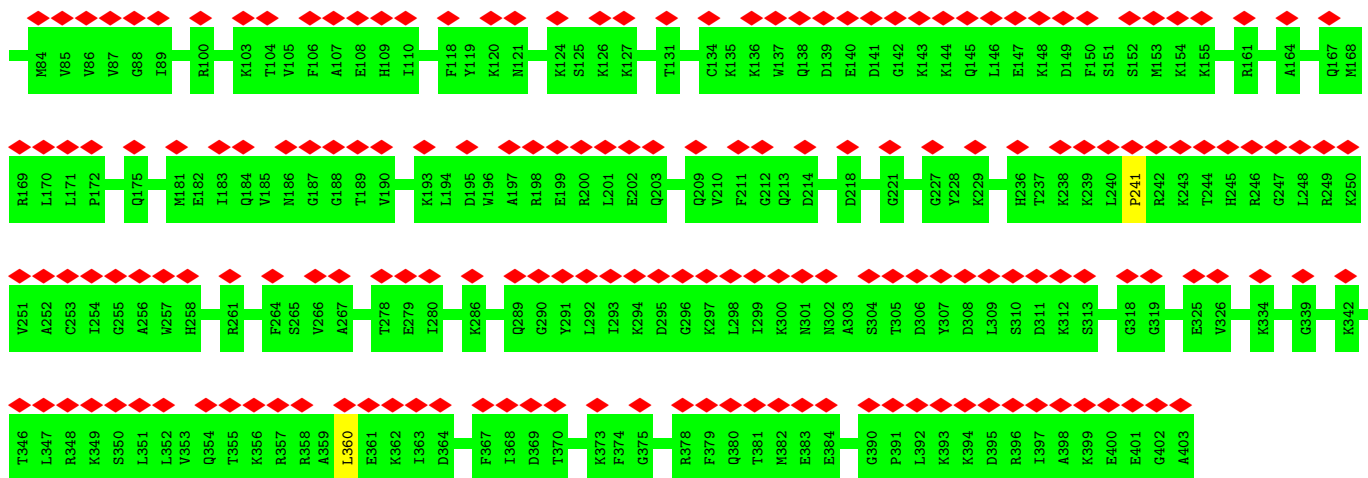 M84 V85 V86 V87 G88 I89 R100 K103 T104 V105 F106 A107 E108 H109 I110 F118 Y119 K120 N121 K124 S125 K126 K127 T131 C134 K135 K136 W137 Q138 D139 E140 D141 G142 K143 K144 Q145 L146 E147 K148 D149 F150 S151 S152 M153 K154 K155 R161 A164 Q167 M168
R169 L170 L171 P172 Q175 M181 E182 I183 Q184 V185 N186 G187 G188 T189 V190 K193 L194 D195 W196 A197 R198 E199 R200 L201 E202 Q203 Q209 V210 F211 G212 Q213 D214 D218 G221 G227 Y228 K229 H236 T237 K238 K239 L240 P241 R242 K243 T244 H245 R246 G247 L248 R249 K250
V251 A252 C253 I254 G255 A256 W257 H258 R261 F264 S265 V266 A267 T278 E279 I280 K286 Q289 G290 Y291 L292 I293 K294 D295 G296 K297 L298 I299 K300 N301 N302 A303 S304 T305 D306 Y307 D308 L309 S310 D311 K312 S313 G318 G319 E325 V326 K334 G339 K342
T346 L347 R348 K349 S350 L351 L352 V353 Q354 T355 K356 R357 R358 A359 L360 E361 K362 I363 D364 F367 I368 D369 T370 K373 F374 G375 R378 F379 Q380 T381 M382 E383 E384 G390 P391 L392 K393 K394 D395 R396 I397 A398 K399 E400 E401 G402 A403